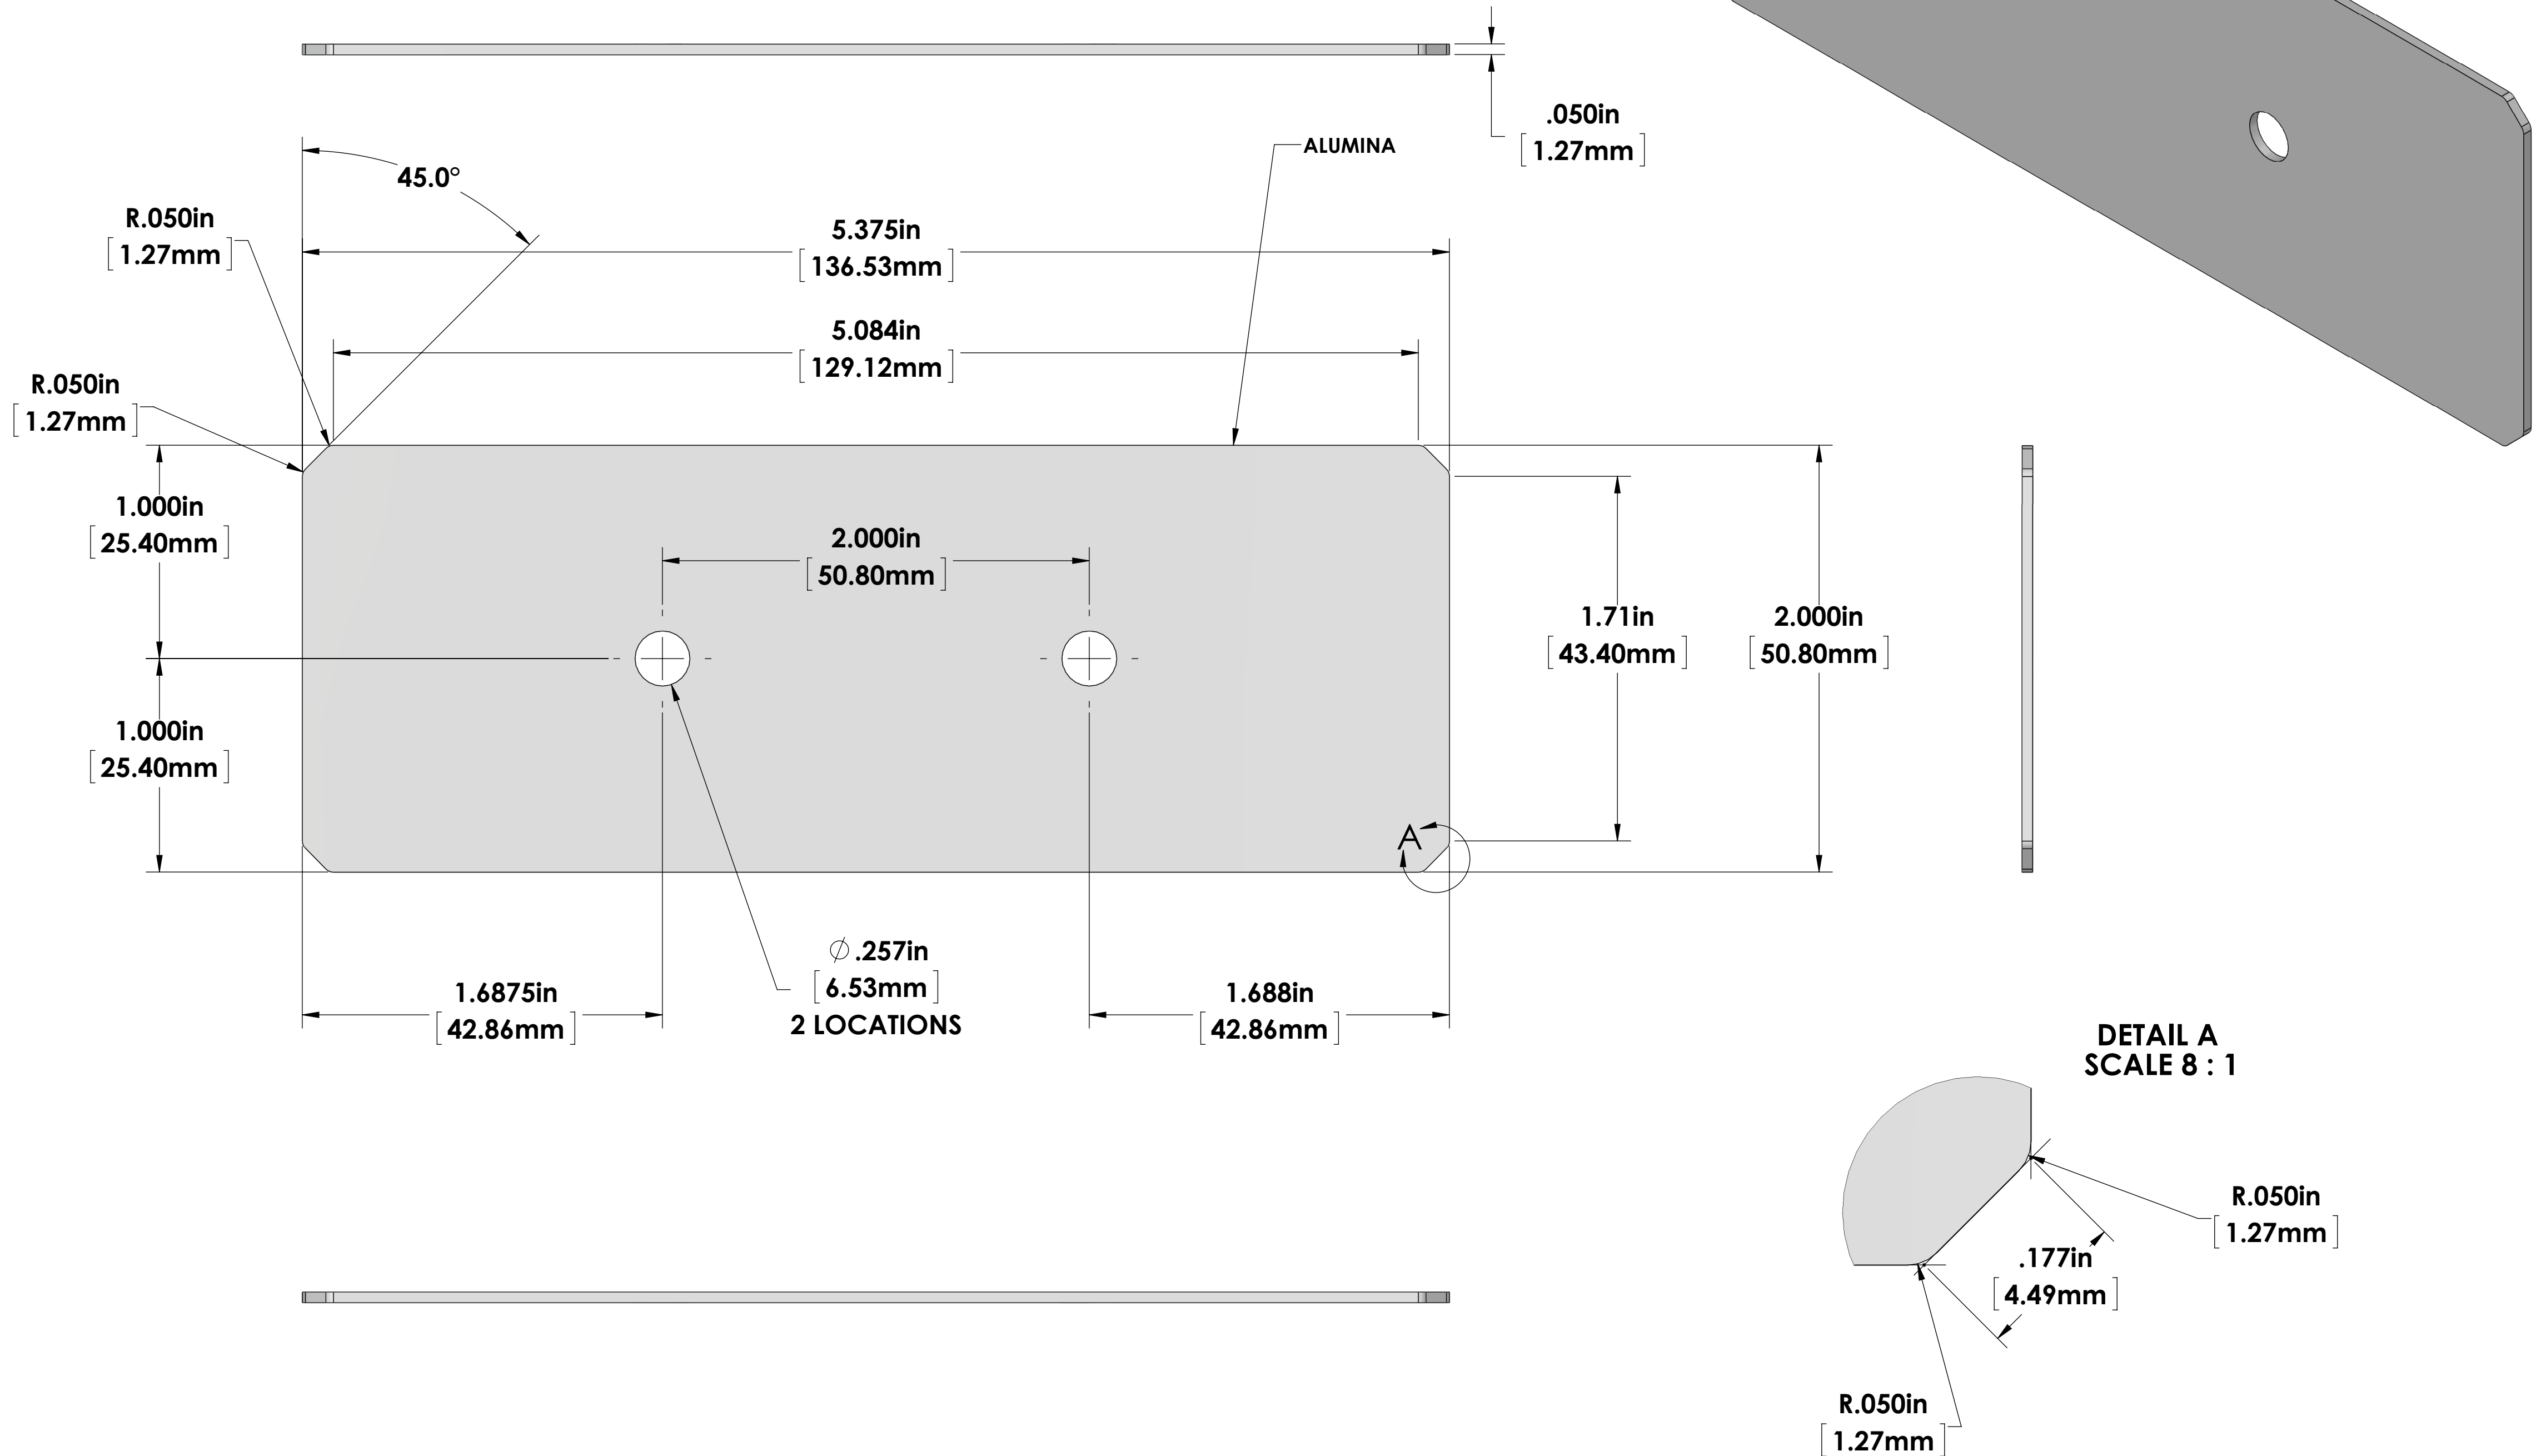 .050in
[1.27mm]
ALUMINA
45.0°
R.050in
[1.27mm]
5.375in
[136.53mm]
5.084in
[129.12mm]
R.050in
[1.27mm]
1.000in
[25.40mm]
2.000in
[50.80mm]
1.71in
[43.40mm]
2.000in
[50.80mm]
1.000in
[25.40mm]
A
∅ .257in
[6.53mm]
2 LOCATIONS
1.6875in
[42.86mm]
1.688in
[42.86mm]
DETAIL A
SCALE 8 : 1
R.050in
[1.27mm]
.177in
[4.49mm]
R.050in
[1.27mm]